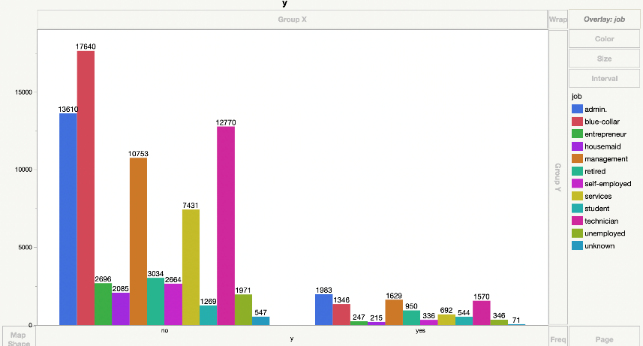 y
Group X
Wrap
Overlay: job
Color
Size
Interval
job
admin.
blue-collar
entrepreneur
housemaid
management
retired
self-employed
services
student
technician
unemployed
unknown
Group Y
15000
10000
5000
0
13610
17640
2696
2085
10753
3034
2664
7431
1269
12770
1971
547
1983
1346
247
215
1629
950
336
692
544
1570
346
71
no
yes
y
Map
Shape
Freq
Page